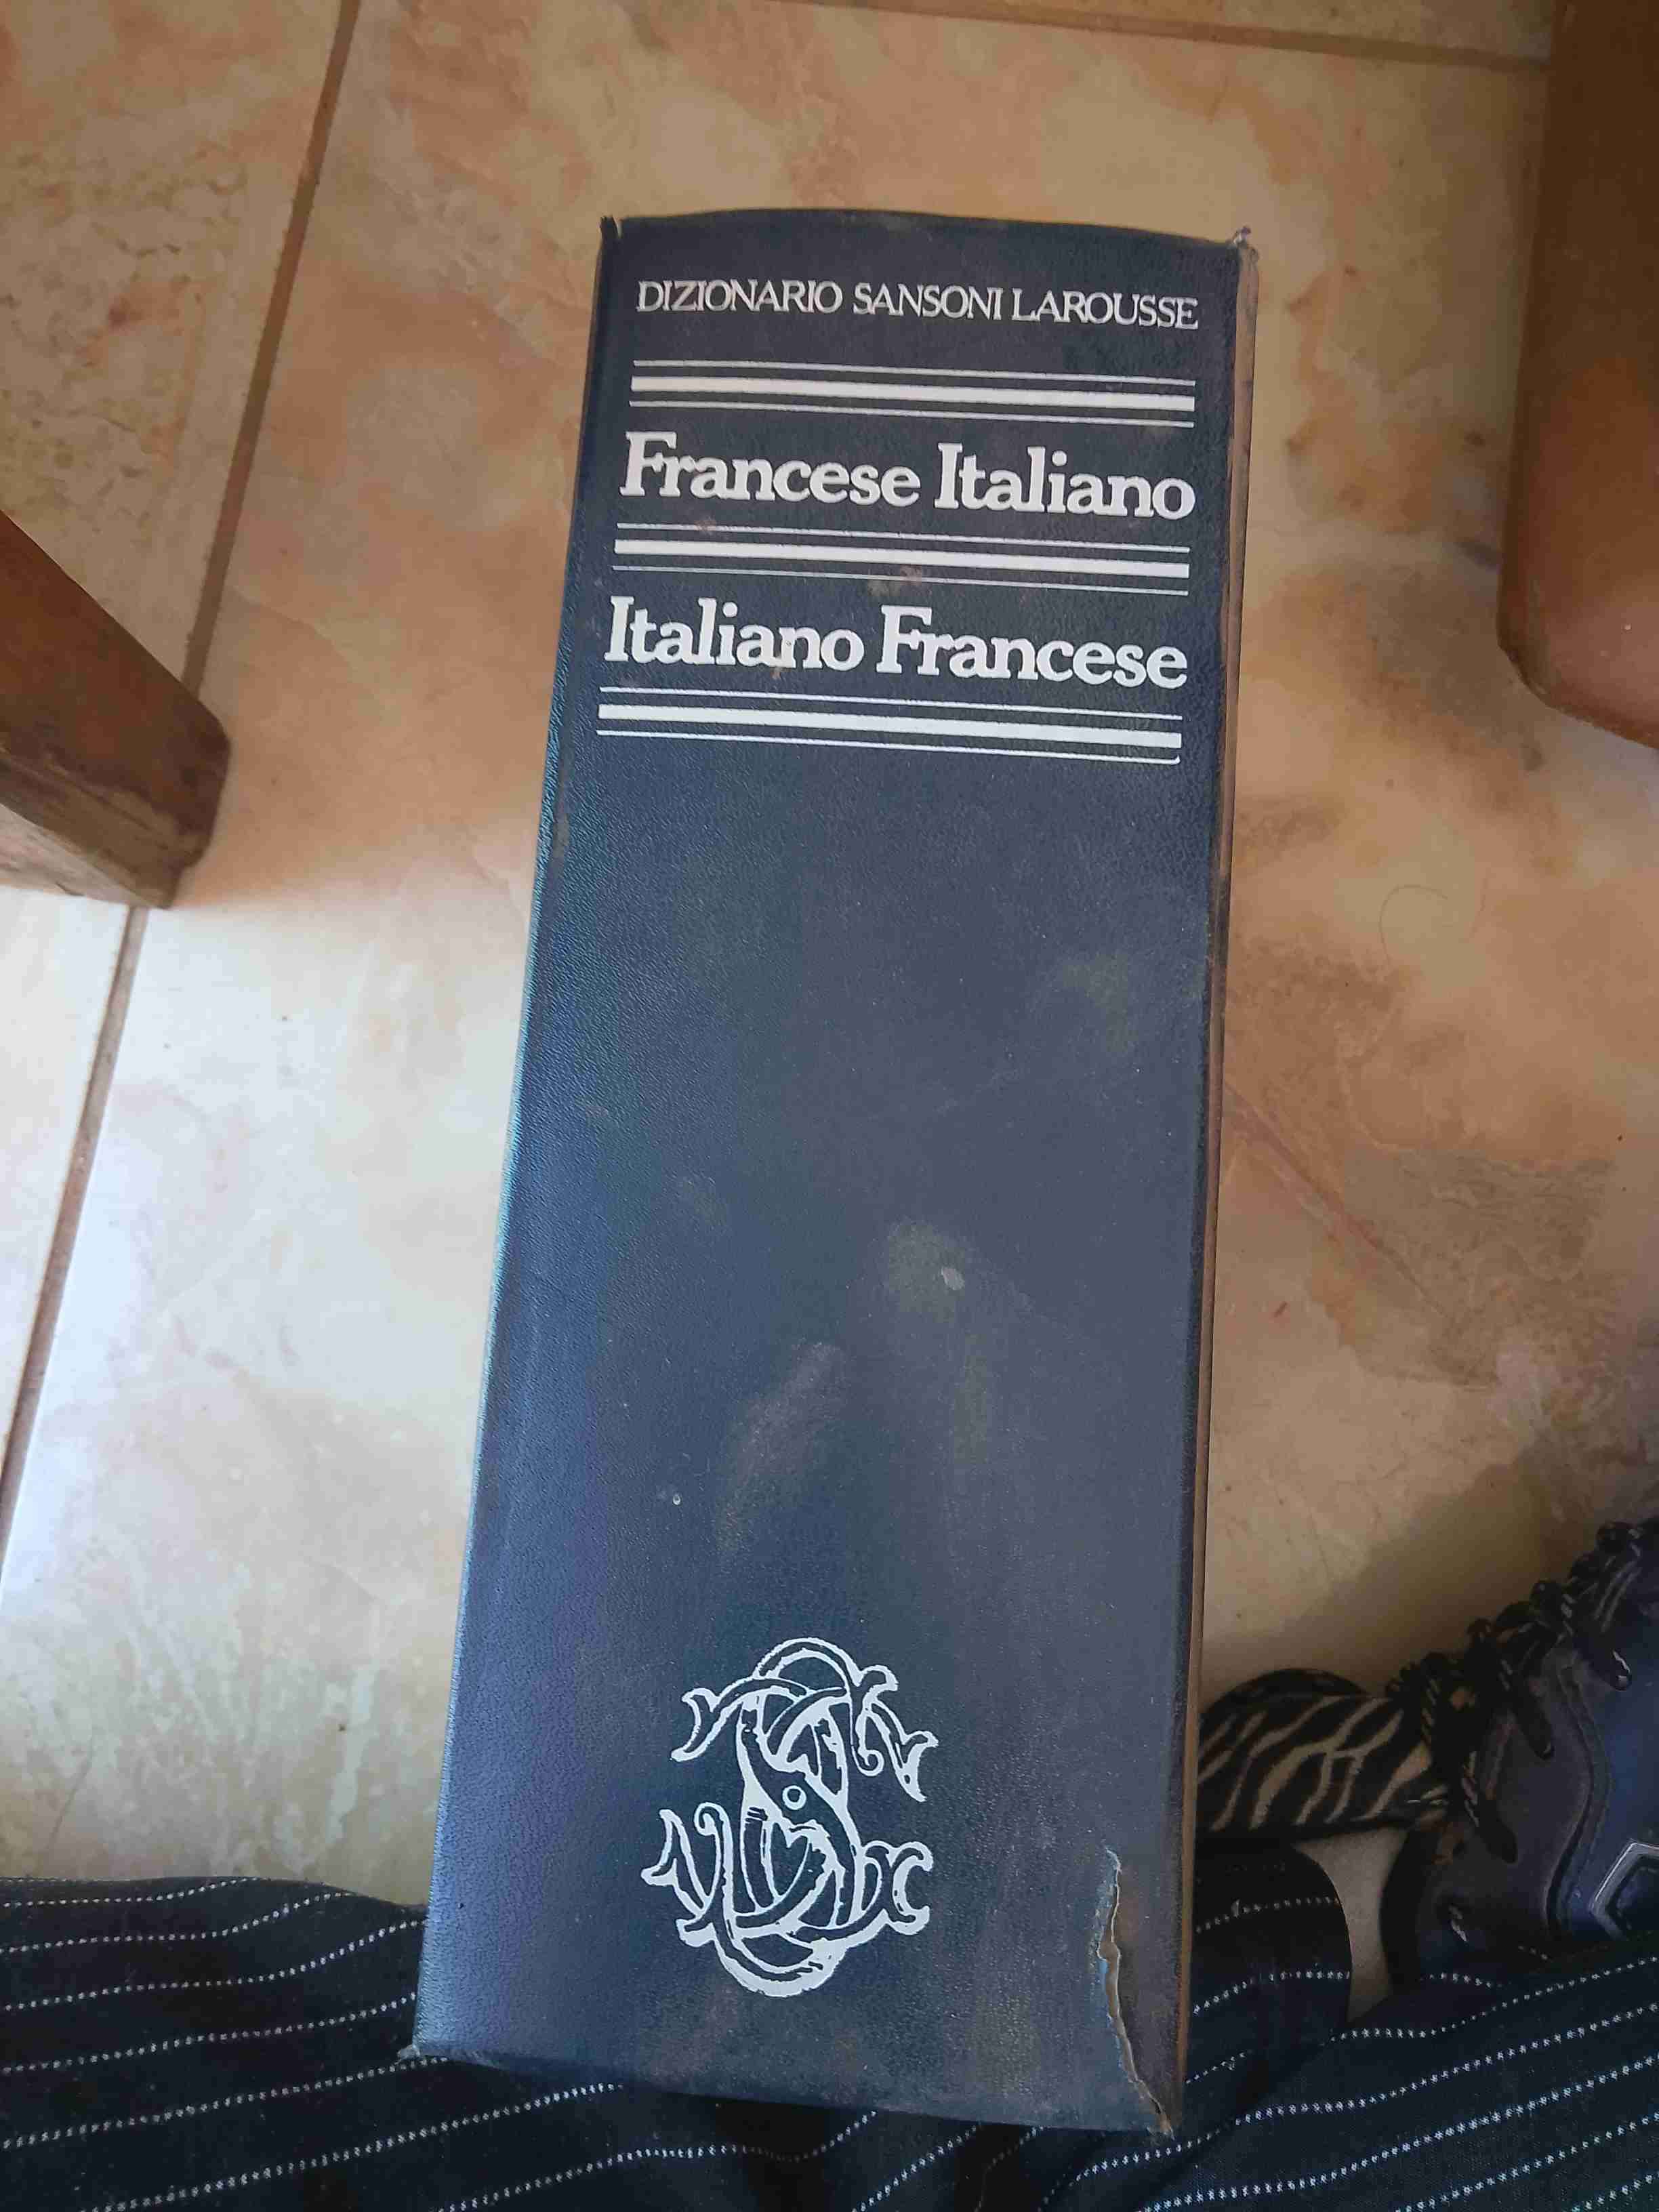 DIZIONARIO SANSONI LAROUSSE
Francese Italiano
Italiano Francese